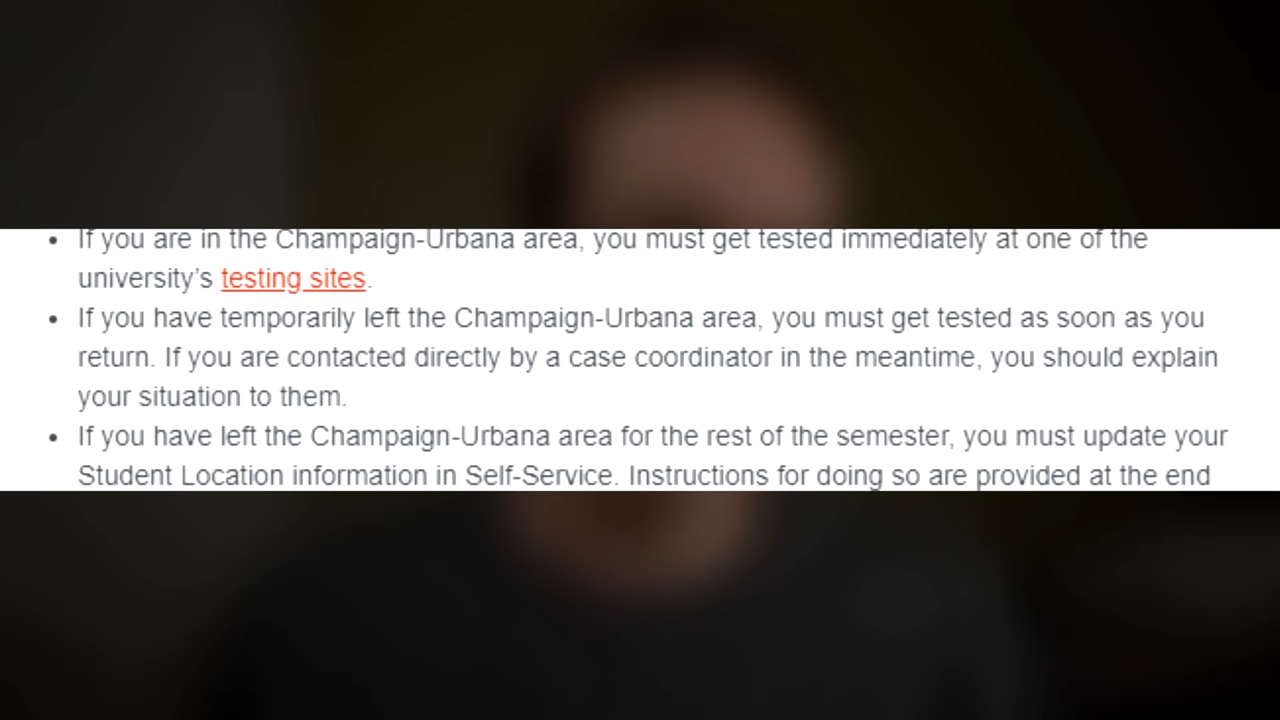 • If you are in the Champaign-Urbana area, you must get tested immediately at one of the
university’s testing sites.
• If you have temporarily left the Champaign-Urbana area, you must get tested as soon as you
return. If you are contacted directly by a case coordinator in the meantime, you should explain
your situation to them.
• If you have left the Champaign-Urbana area for the rest of the semester, you must update your
Student Location information in Self-Service. Instructions for doing so are provided at the end